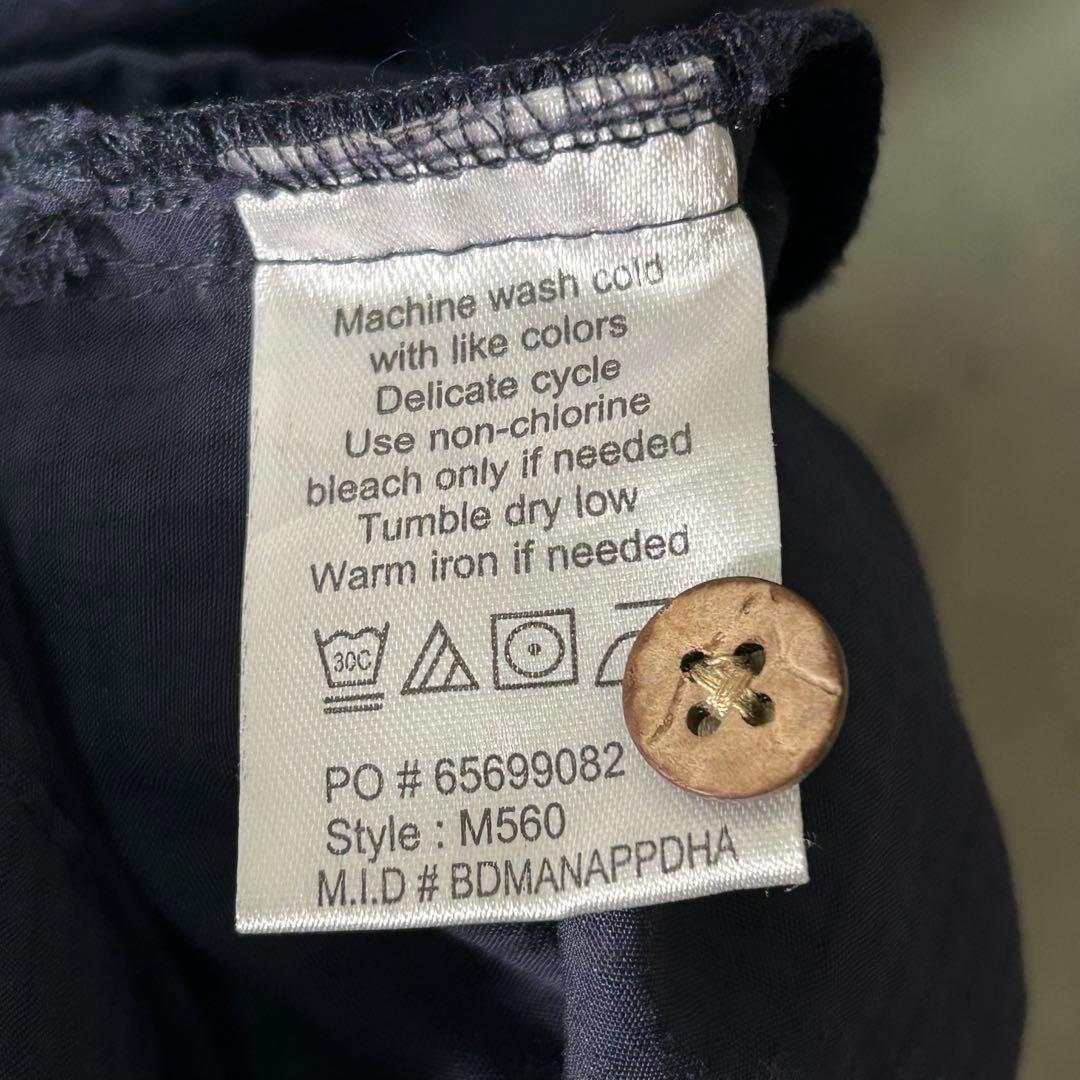 Machine wash cold
with like colors
Delicate cycle
Use non-chlorine
bleach only if needed
Tumble dry low
Warm iron if needed
30C
PO # 65699082
Style : M560
M.I.D # BDMANAPPDHA